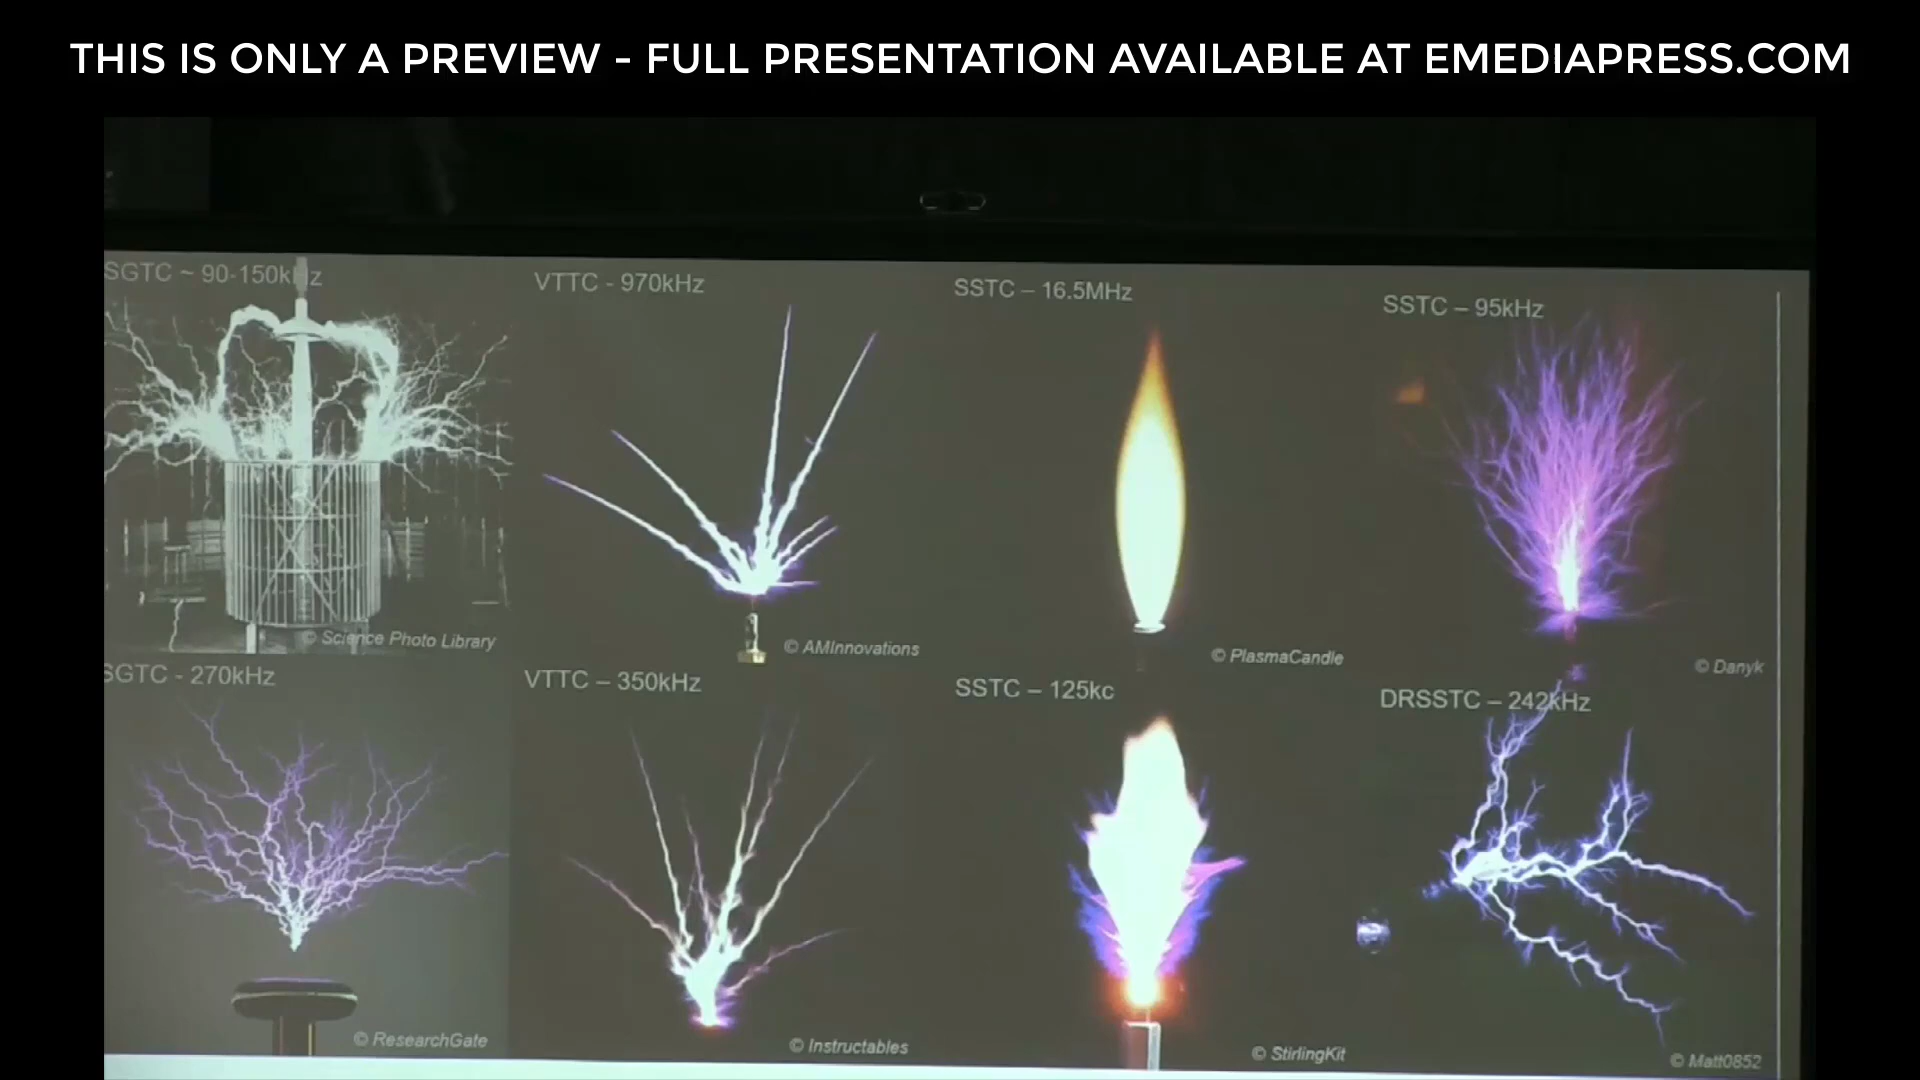 THIS IS ONLY A PREVIEW - FULL PRESENTATION AVAILABLE AT EMEDIAPRESS.COM
SGTC ~ 90-150kHz
VTTC - 970kHz
SSTC – 16.5MHz
SSTC – 95kHz
© Science Photo Library
© AMInnovations
© PlasmaCandle
© Danyk
SGTC - 270kHz
VTTC – 350kHz
SSTC – 125kc
DRSSTC – 242kHz
© ResearchGate
© Instructables
© StirlingKit
© Matt0852